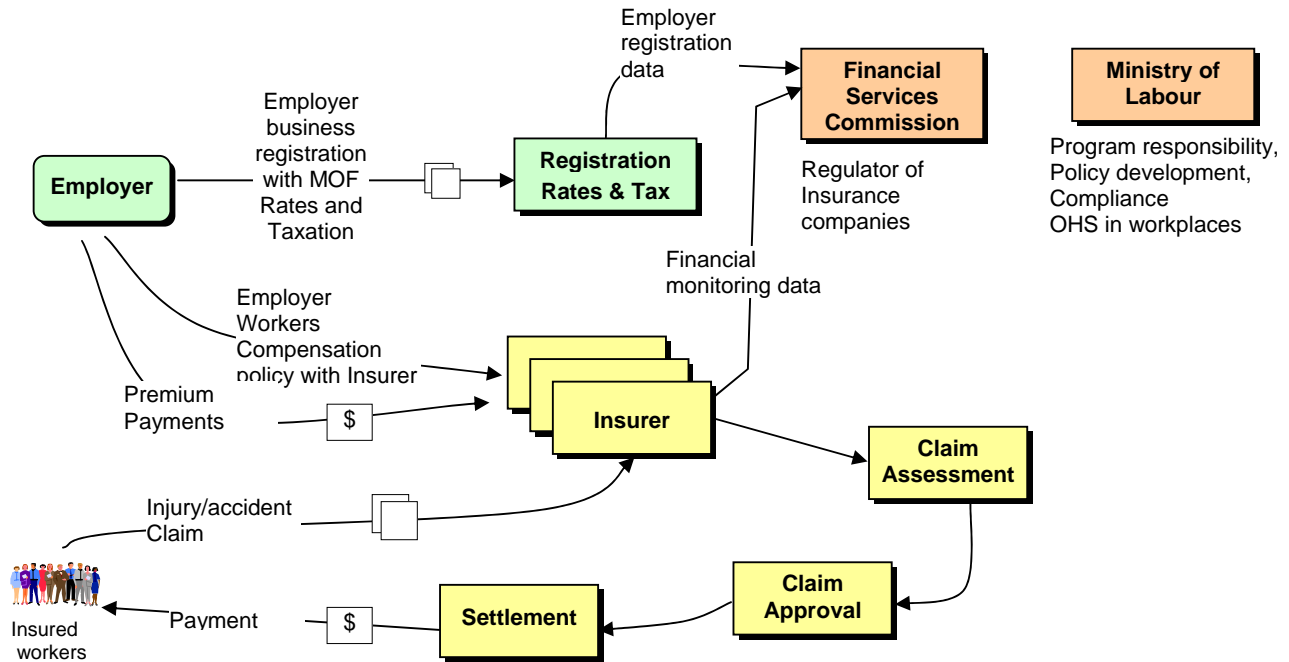 Employer
registration
data
Financial
Services
Commission
Ministry of
Labour
Employer
business
registration
with MOF
Rates and
Taxation
Employer
Registration
Rates & Tax
Regulator of
Insurance
companies
Program responsibility,
Policy development,
Compliance
OHS in workplaces
Financial
monitoring data
Employer
Workers
Compensation
policy with Insurer
Premium
Payments
$
Insurer
Claim
Assessment
Injury/accident
Claim
Claim
Approval
Settlement
Payment
$
Insured
workers